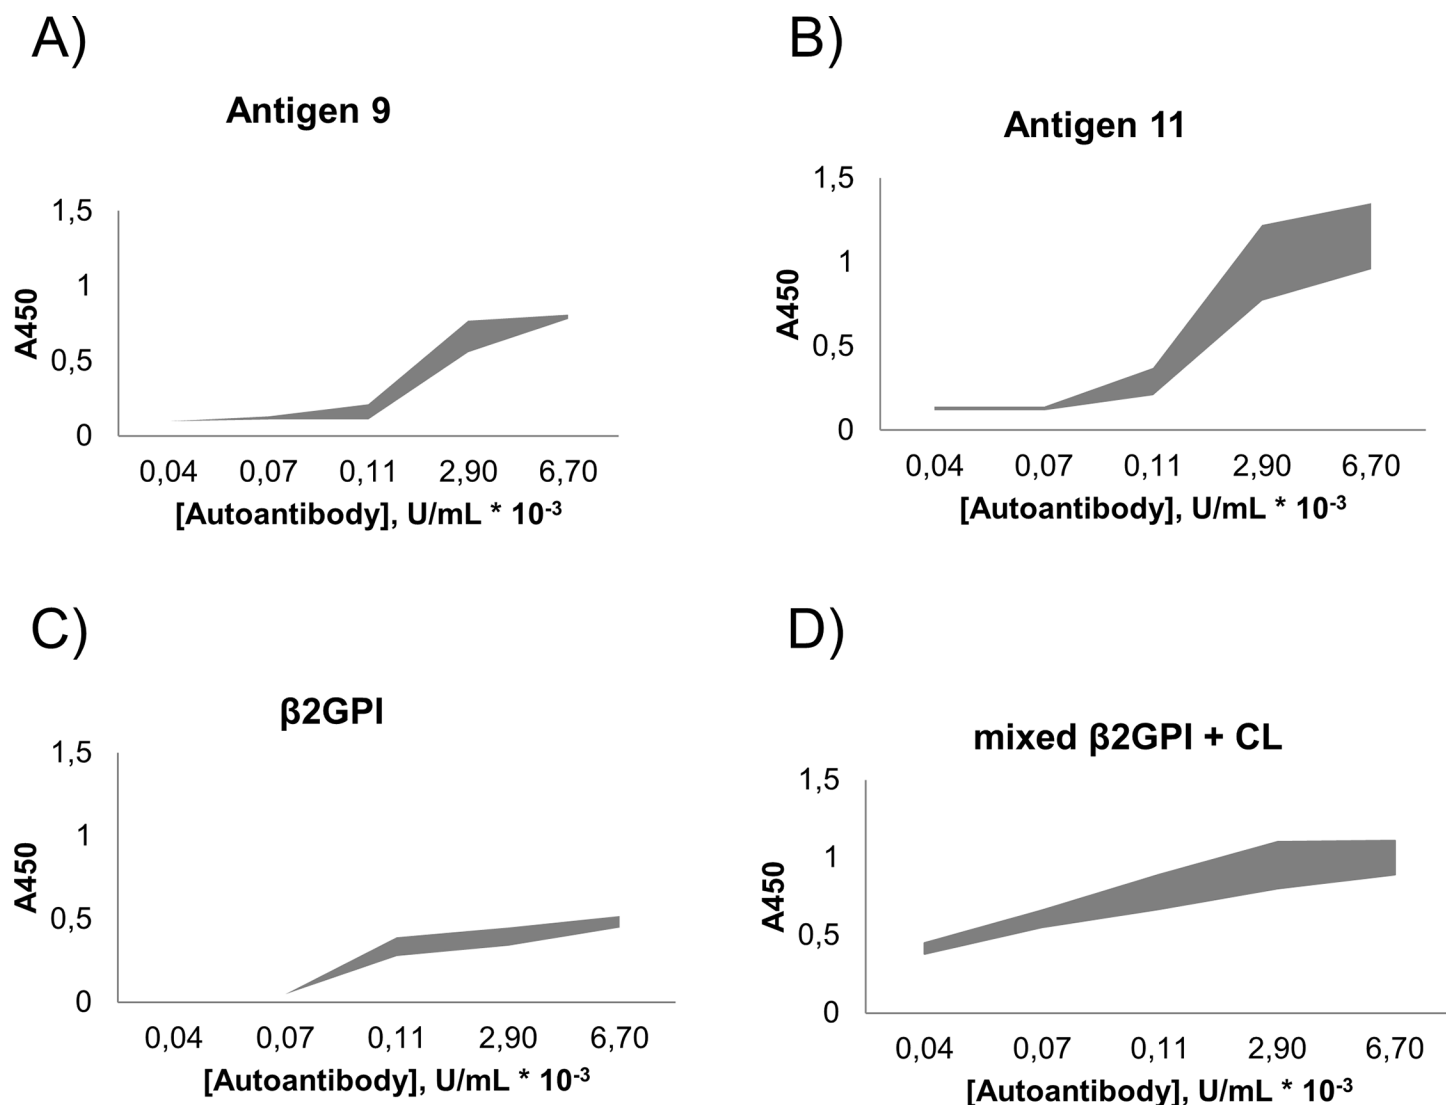 A)
Antigen 9
1,5
1
0,5
0
A450
0,04 0,07 0,11 2,90 6,70
[Autoantibody], U/mL * 10-3
B)
Antigen 11
1,5
1
0,5
0
A450
0,04 0,07 0,11 2,90 6,70
[Autoantibody], U/mL * 10-3
C)
β2GPI
1,5
1
0,5
0
A450
0,04 0,07 0,11 2,90 6,70
[Autoantibody], U/mL * 10-3
D)
mixed β2GPI + CL
1,5
1
0,5
0
A450
0,04 0,07 0,11 2,90 6,70
[Autoantibody], U/mL * 10-3